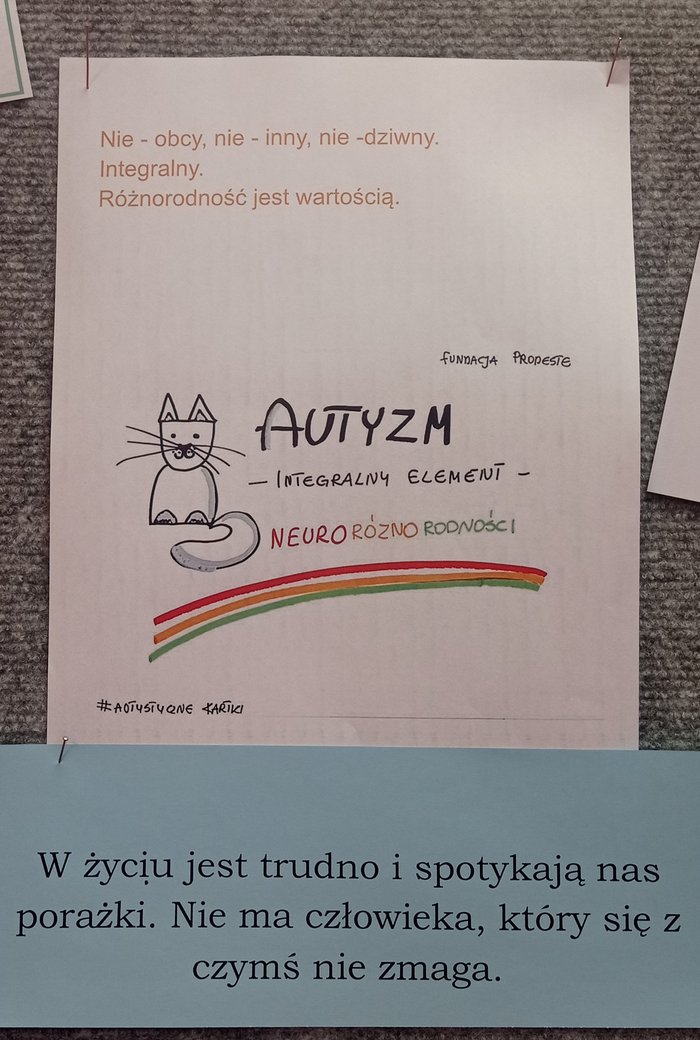 Nie - obcy, nie - inny, nie -dziwny.
Integralny.
Różnorodność jest wartością.
FUNDACJA PRODESTE
AUTYZM
- INTEGRALNY ELEMENT -
NEURORÓŻNORODNOŚCI
#AUTYSTYCZNE KARTKI
W życiu jest trudno i spotykają nas
porażki. Nie ma człowieka, który się z
czymś nie zmaga.